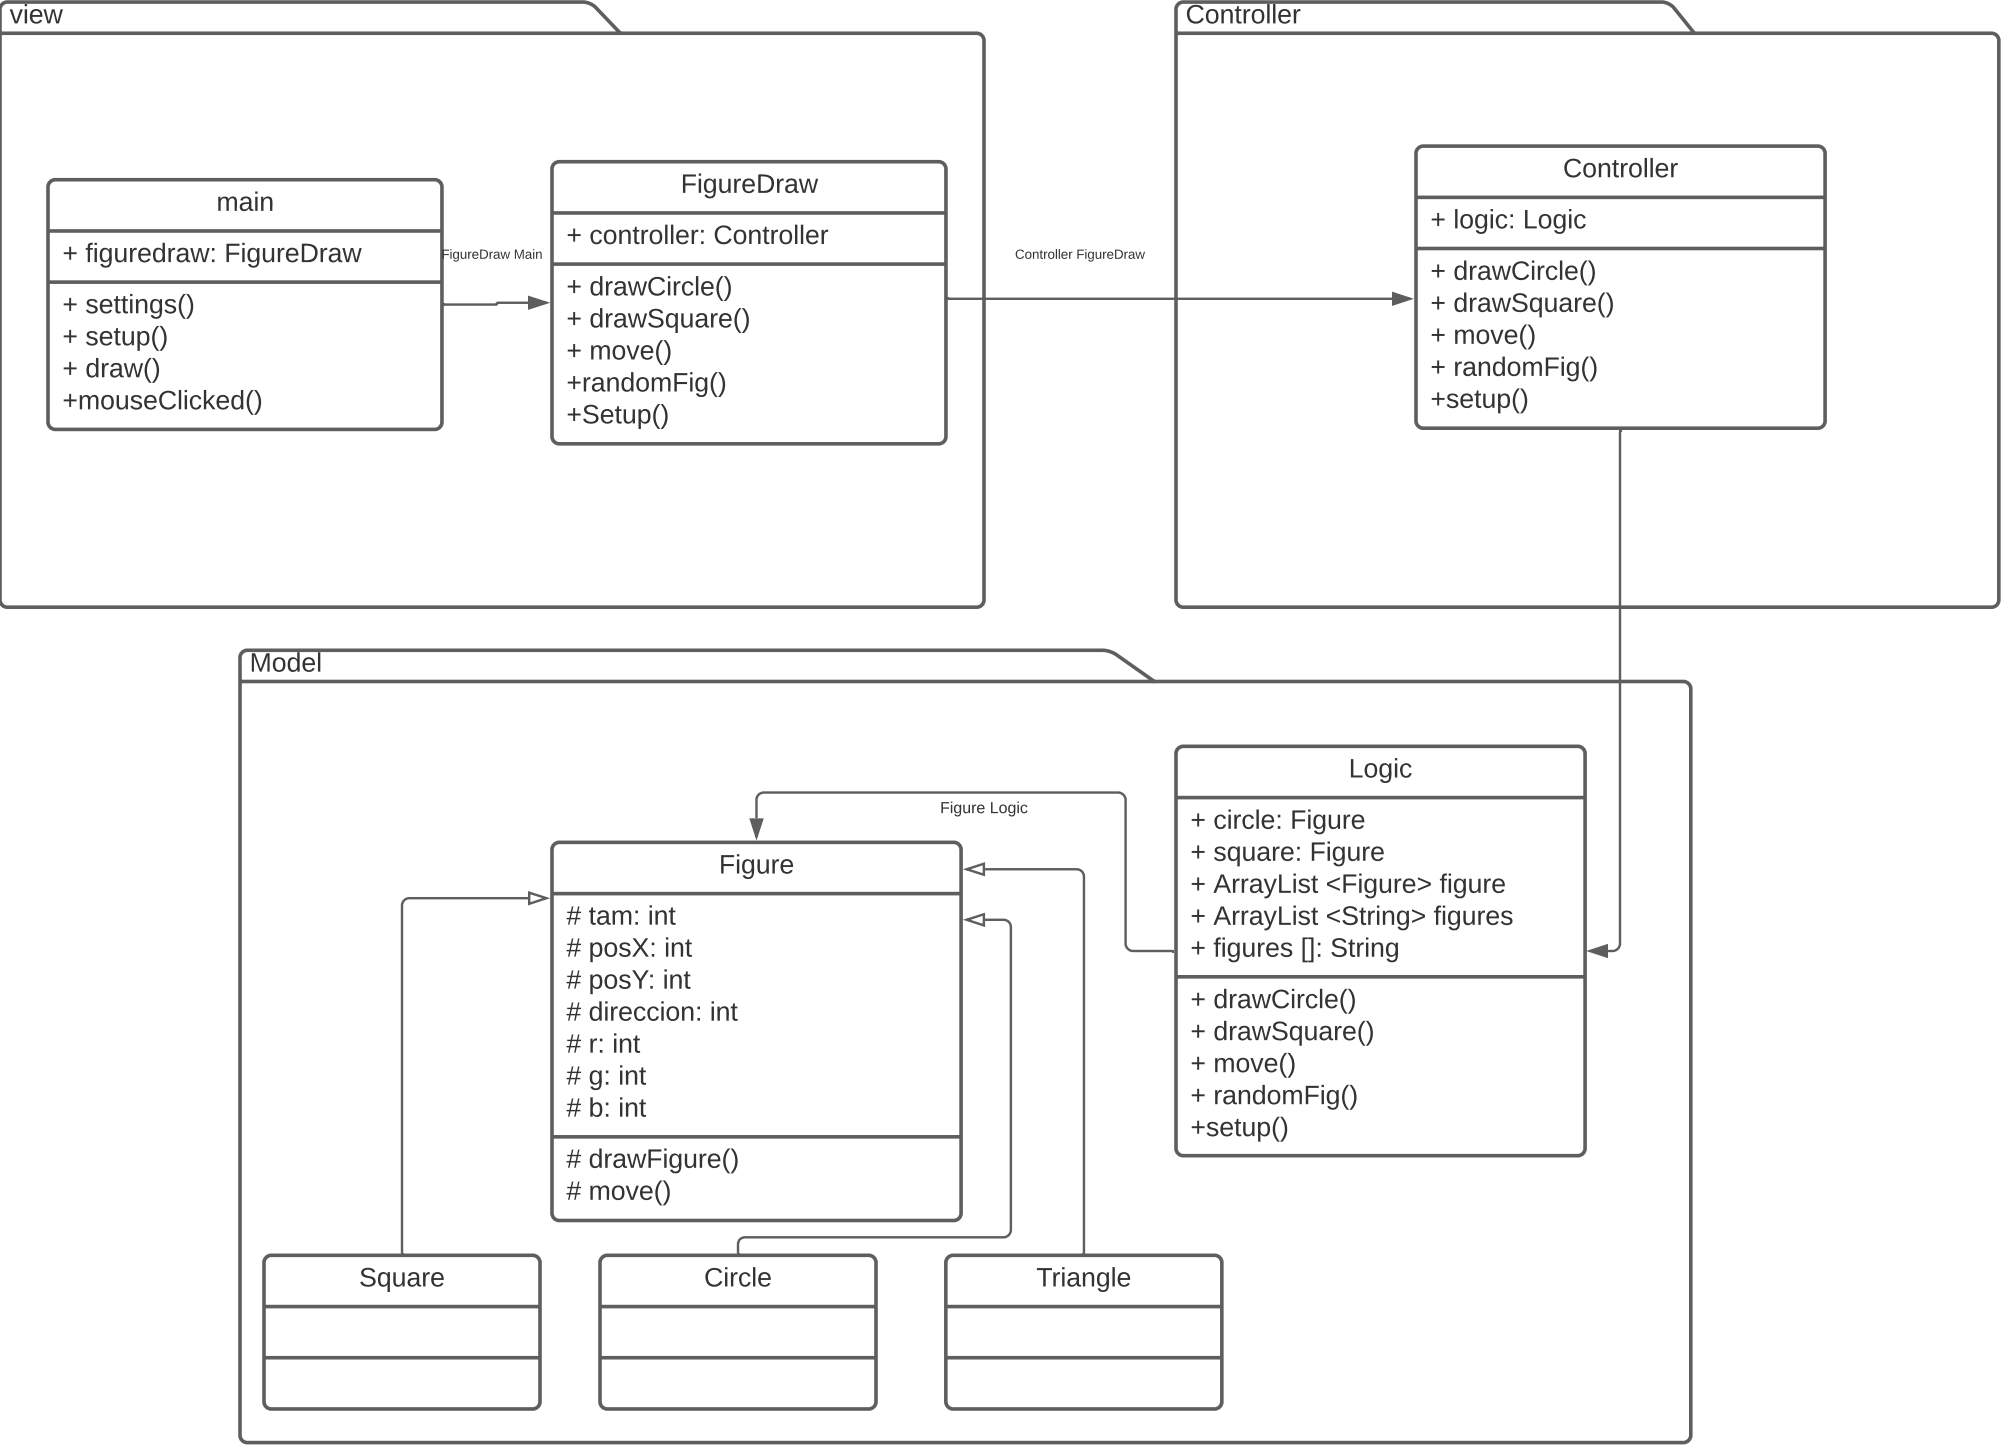 view
main
+ figuredraw: FigureDraw
+ settings()
+ setup()
+ draw()
+mouseClicked()
FigureDraw Main
FigureDraw
+ controller: Controller
+ drawCircle()
+ drawSquare()
+ move()
+randomFig()
+Setup()
Controller FigureDraw
Controller
Controller
+ logic: Logic
+ drawCircle()
+ drawSquare()
+ move()
+ randomFig()
+setup()
Model
Figure Logic
Figure
# tam: int
# posX: int
# posY: int
# direccion: int
# r: int
# g: int
# b: int
# drawFigure()
# move()
Logic
+ circle: Figure
+ square: Figure
+ ArrayList <Figure> figure
+ ArrayList <String> figures
+ figures []: String
+ drawCircle()
+ drawSquare()
+ move()
+ randomFig()
+setup()
Square
Circle
Triangle